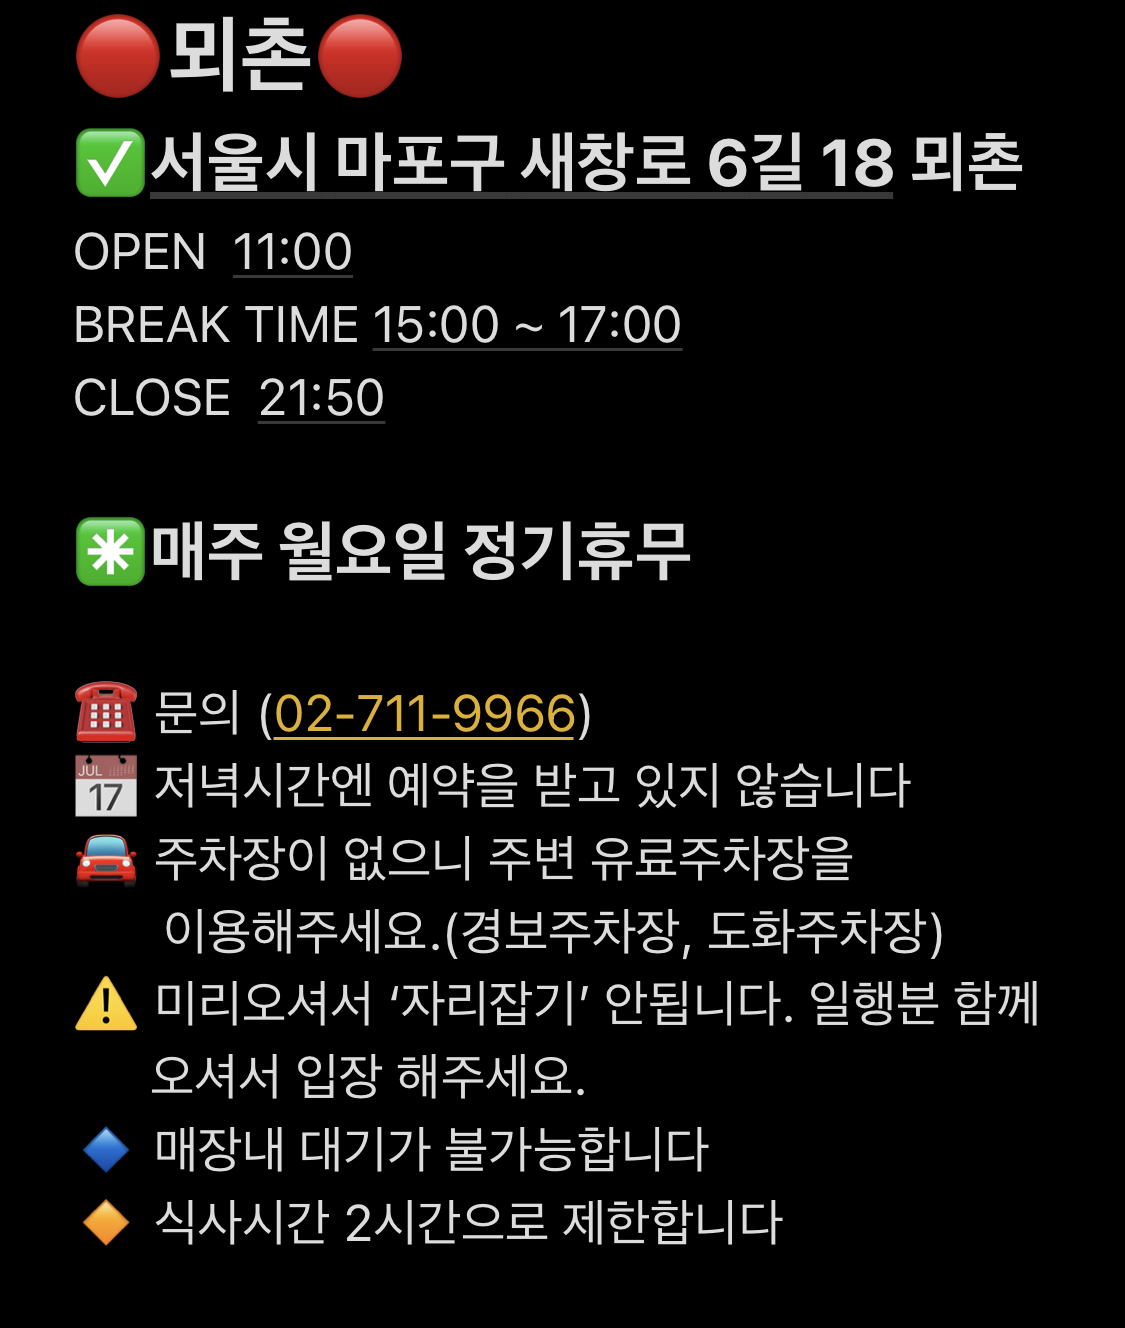 🔴뫼촌🔴
✅서울시 마포구 새창로 6길 18 뫼촌
OPEN 11:00
BREAK TIME 15:00 ~ 17:00
CLOSE 21:50
✳️매주 월요일 정기휴무
☎️ 문의 (02-711-9966)
📅 저녁시간엔 예약을 받고 있지 않습니다
🚘 주차장이 없으니 주변 유료주차장을
이용해주세요.(경보주차장, 도화주차장)
⚠️ 미리오셔서 ‘자리잡기’ 안됩니다. 일행분 함께
오셔서 입장 해주세요.
🔹 매장내 대기가 불가능합니다
🔸 식사시간 2시간으로 제한합니다